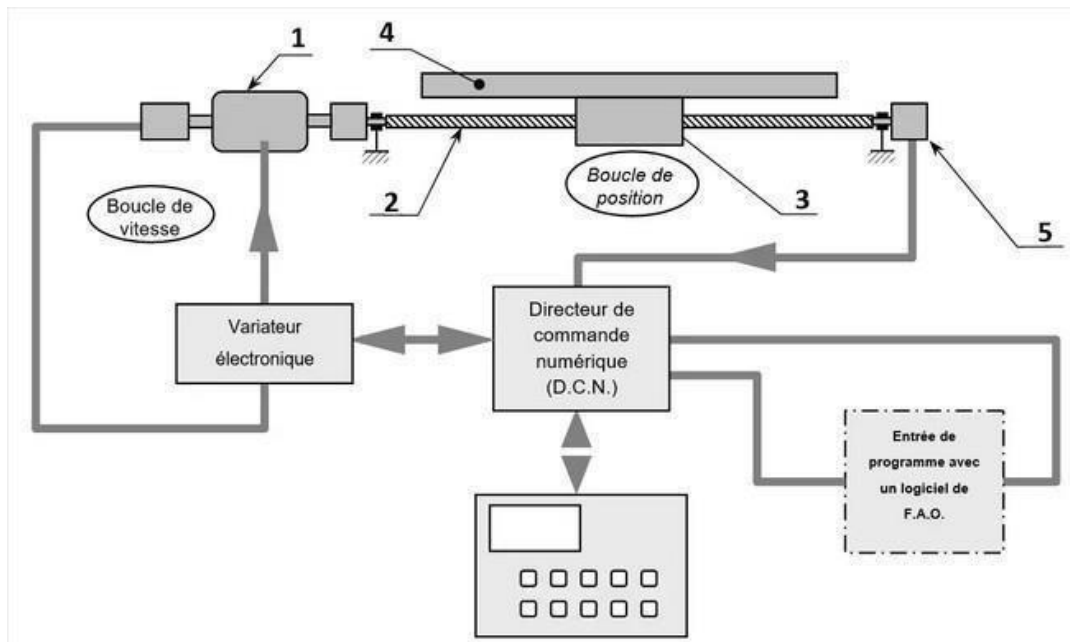 1
4
2
3
5
Boucle de
vitesse
Boucle de
position
Variateur
électronique
Directeur de
commande
numérique
(D.C.N.)
Entrée de
programme avec
un logiciel de
F.A.O.